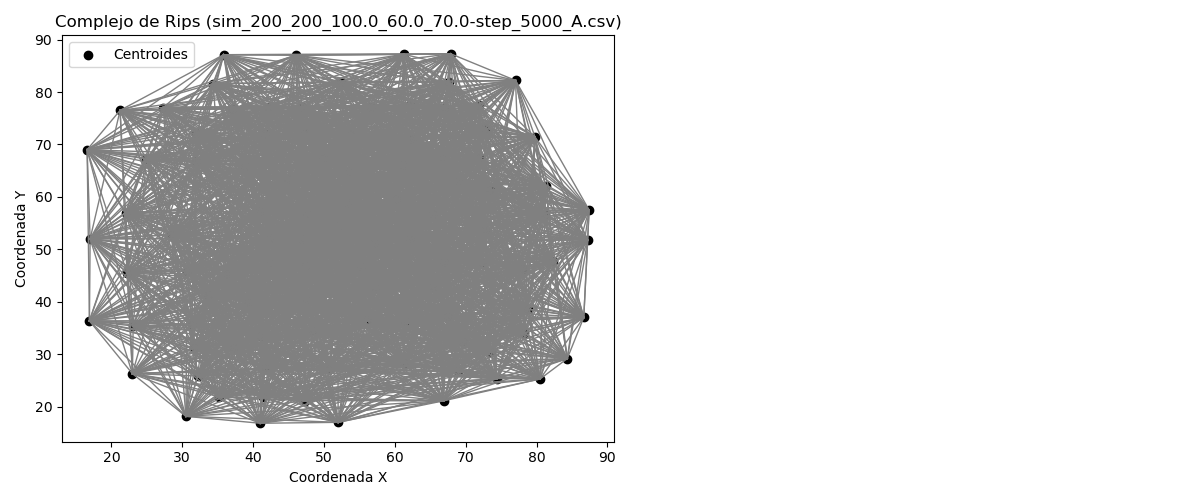 Complejo de Rips (sim_200_200_100.0_60.0_70.0-step_5000_A.csv)
Centroides
90
80
70
60
50
40
30
20
Coordenada Y
20 30 40 50 60 70 80 90
Coordenada X